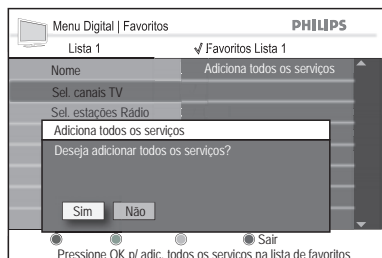 Menu Digital | Favoritos PHILIPS
Lista 1 √ Favoritos Lista 1
Nome Adiciona todos os serviços
Sel. canais TV
Sel. estações Rádio
Adiciona todos os serviços
Deseja adicionar todos os serviços?
Sim Não
Sair
Pressione OK p/ adic. todos os serviços na lista de favoritos